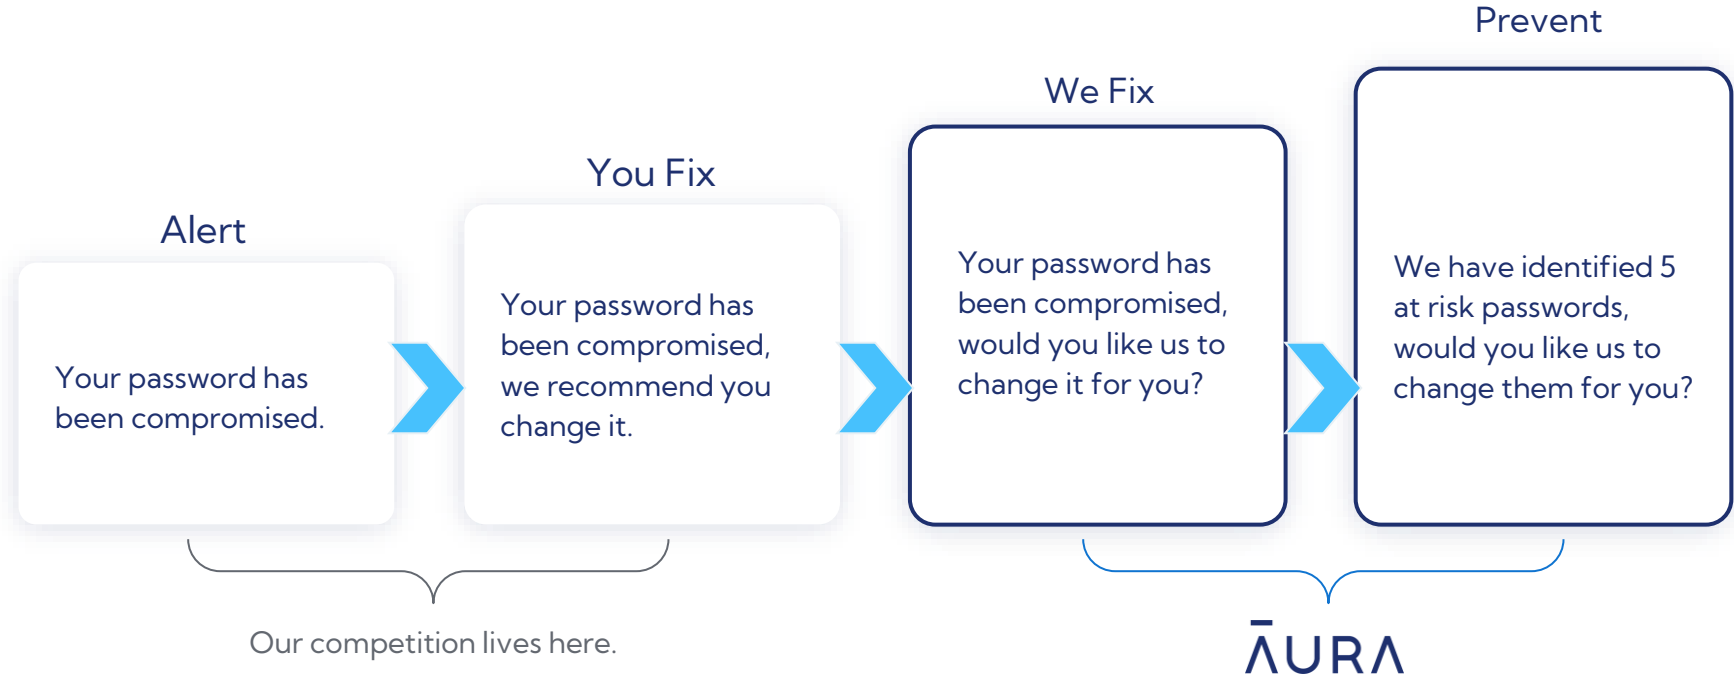 Alert
Your password has
been compromised.
You Fix
Your password has
been compromised,
we recommend you
change it.
We Fix
Your password has
been compromised,
would you like us to
change it for you?
Prevent
We have identified 5
at risk passwords,
would you like us to
change them for you?
Our competition lives here.
ĀURA